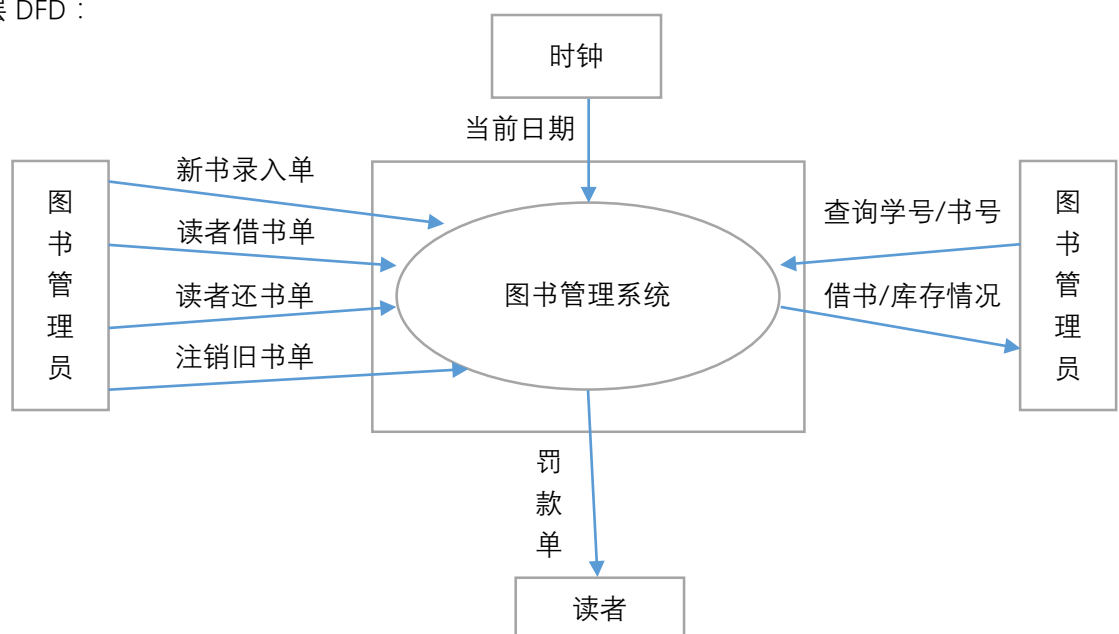 层 DFD：
时钟
当前日期
新书录入单
读者借书单
读者还书单
注销旧书单
图书管理员
图书管理系统
查询学号/书号
借书/库存情况
图书管理员
罚款单
读者